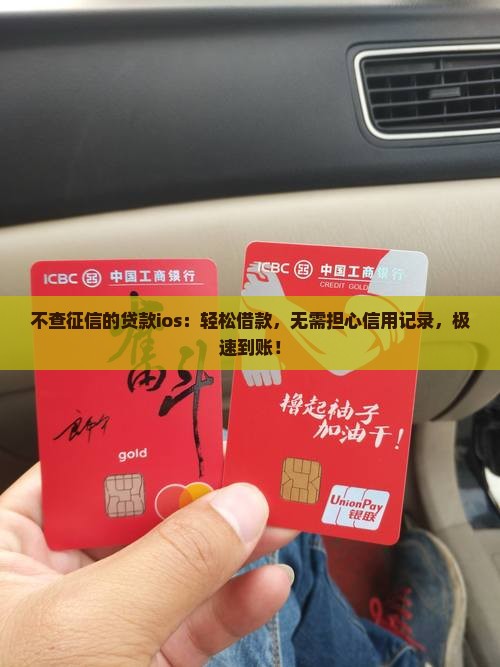 ICBC 中国工商银行
ICBC 中国工商银行
CREDIT GOLD
不查征信的贷款ios：轻松借款，无需担心信用记录，极
速到账！
奋斗
gold
撸起袖子
加油干！
UnionPay
银联